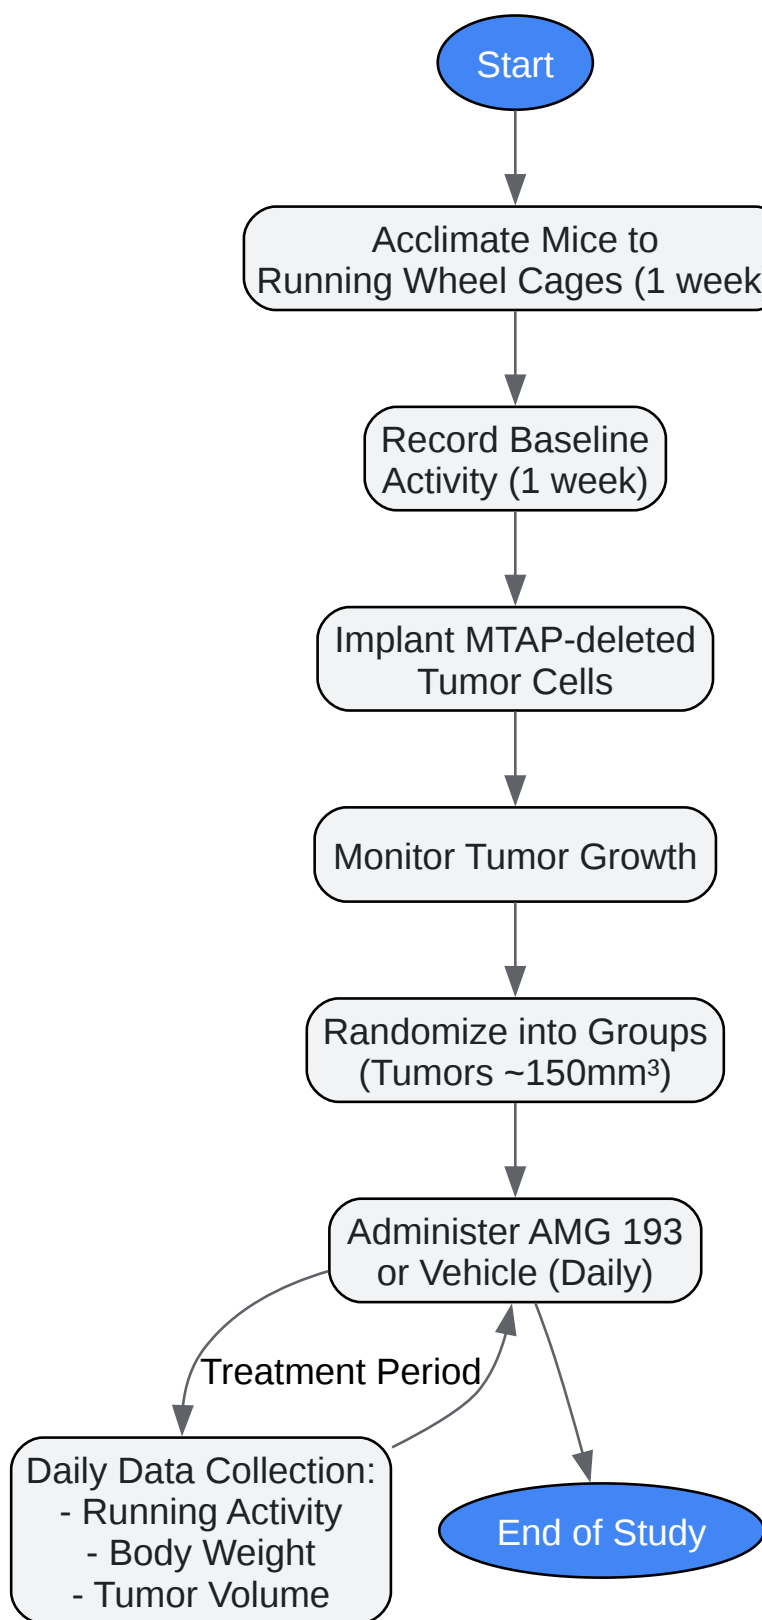 Start
Acclimate Mice to
Running Wheel Cages (1 week
Record Baseline
Activity (1 week)
Implant MTAP-deleted
Tumor Cells
Monitor Tumor Growth
Randomize into Groups
(Tumors ~150mm³)
Administer AMG 193
or Vehicle (Daily)
Treatment Period
Daily Data Collection:
- Running Activity
- Body Weight
- Tumor Volume
End of Study